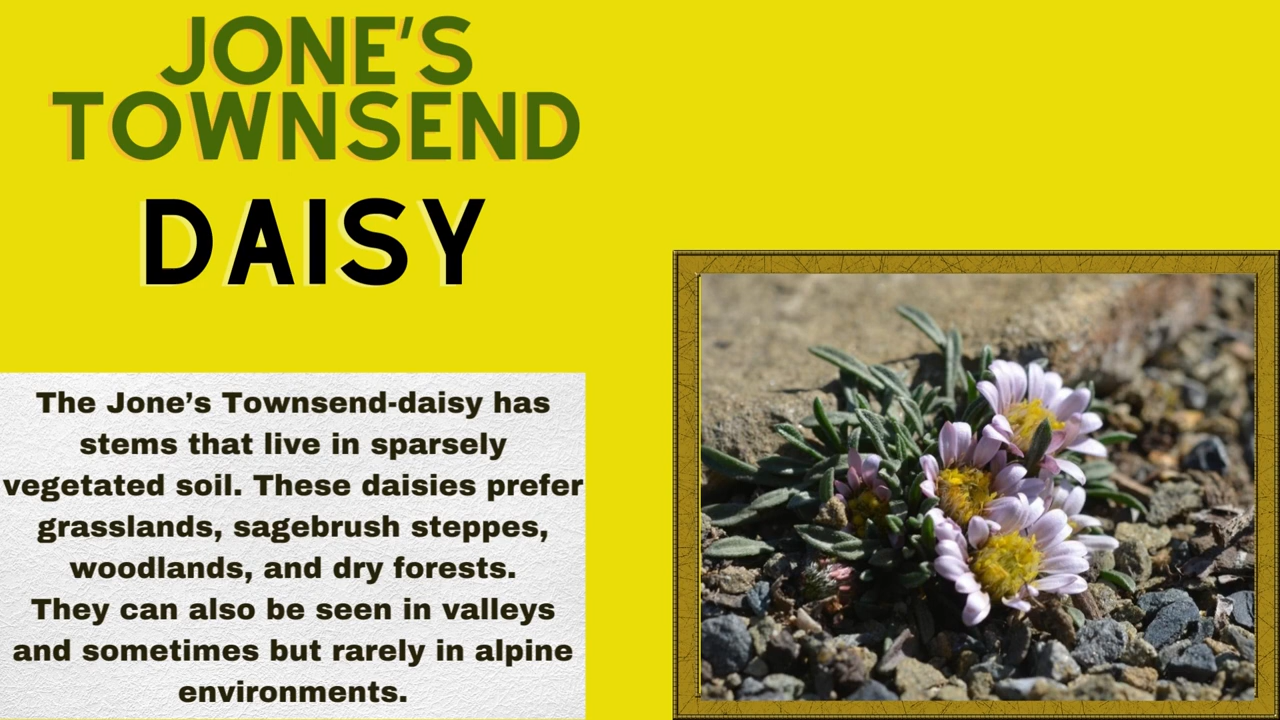 JONE'S
TOWNSEND
DAISY
The Jone's Townsend-daisy has
stems that live in sparsely
vegetated soil. These daisies prefer
grasslands, sagebrush steppes,
woodlands, and dry forests.
They can also be seen in valleys
and sometimes but rarely in alpine
environments.